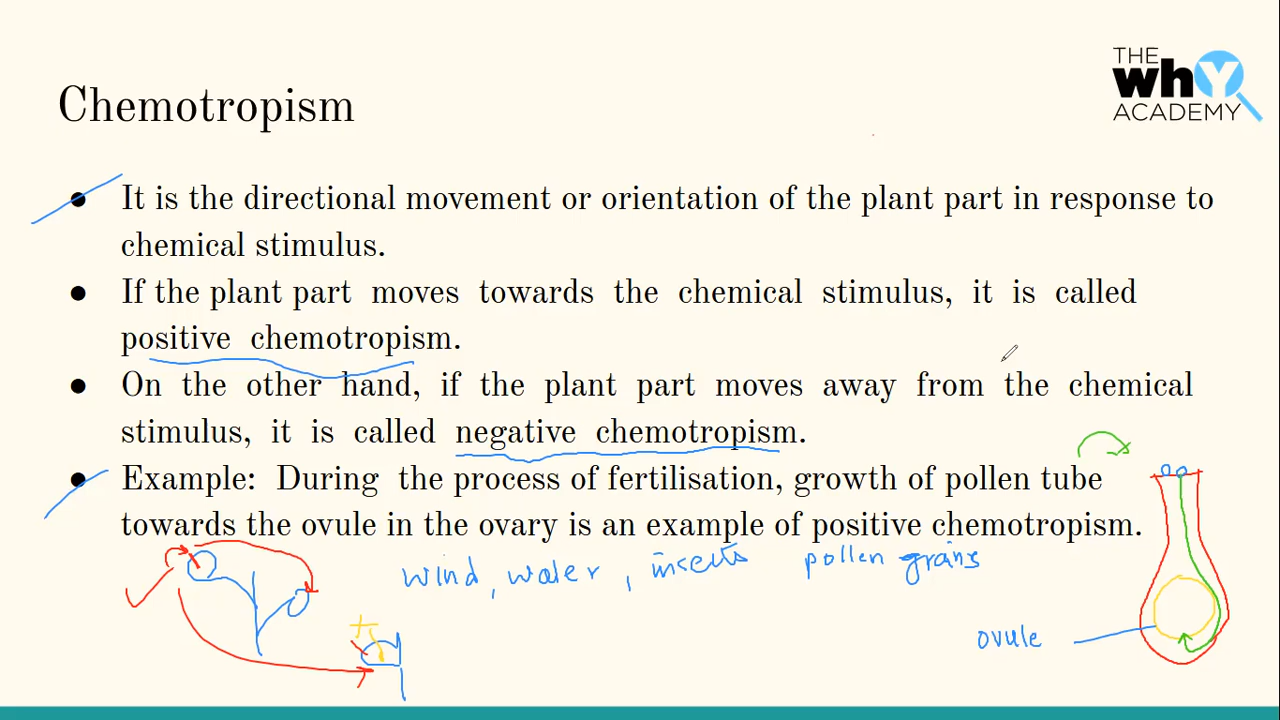 THE
whY
ACADEMY
Chemotropism
● It is the directional movement or orientation of the plant part in response to
chemical stimulus.
● If the plant part moves towards the chemical stimulus, it is called
positive chemotropism.
● On the other hand, if the plant part moves away from the chemical
stimulus, it is called negative chemotropism.
● Example: During the process of fertilisation, growth of pollen tube
towards the ovule in the ovary is an example of positive chemotropism.
wind, water, insects pollen grains
ovule